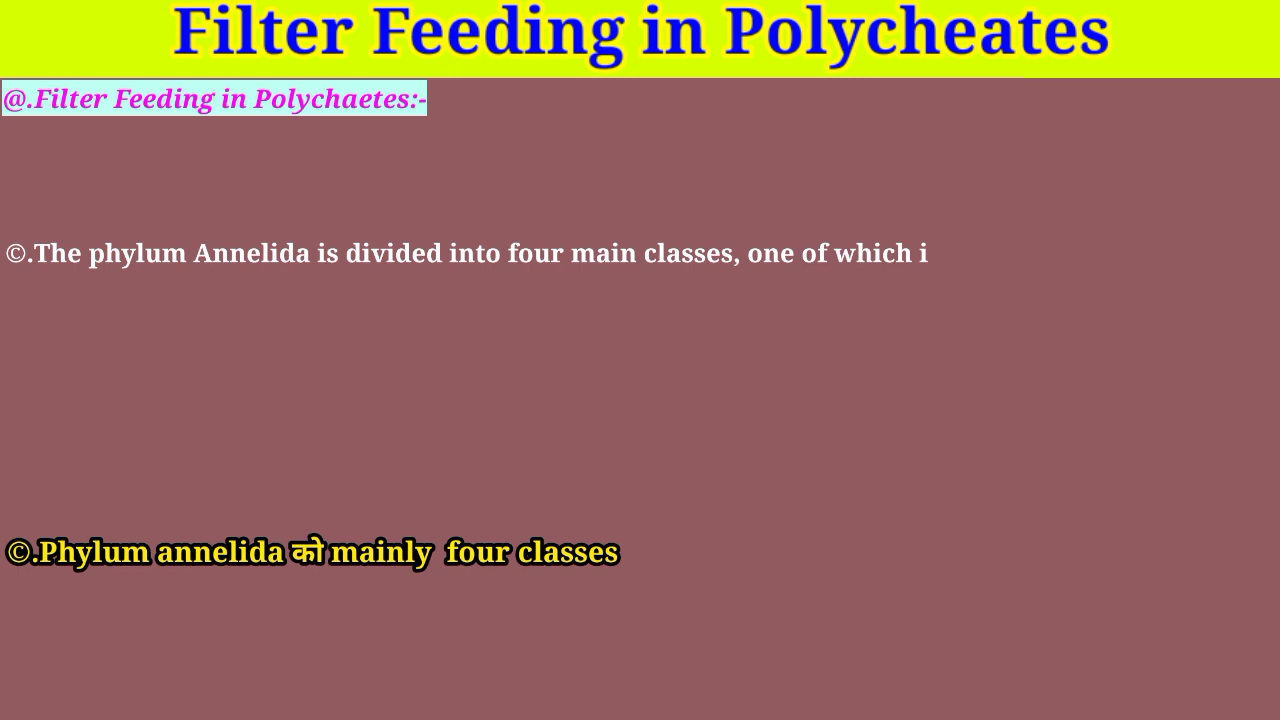 Filter Feeding in Polycheates
@.Filter Feeding in Polychaetes:-
©.The phylum Annelida is divided into four main classes, one of which i
©.Phylum annelida को mainly  four classes